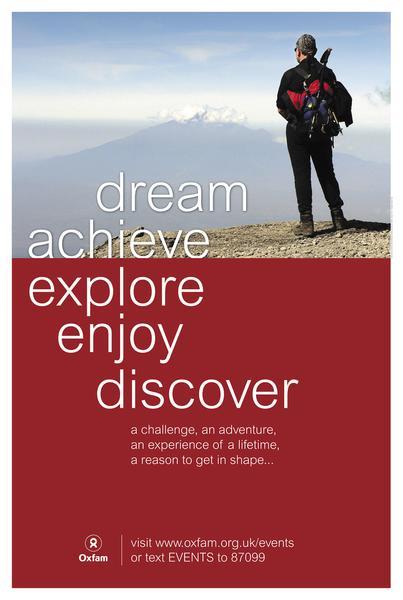 dream
achieve
explore
enjoy
discover
a challenge, an adventure,
an experience of a lifetime,
a reason to get in shape...
Oxfam
visit www.oxfam.org.uk/events
or text EVENTS to 87099